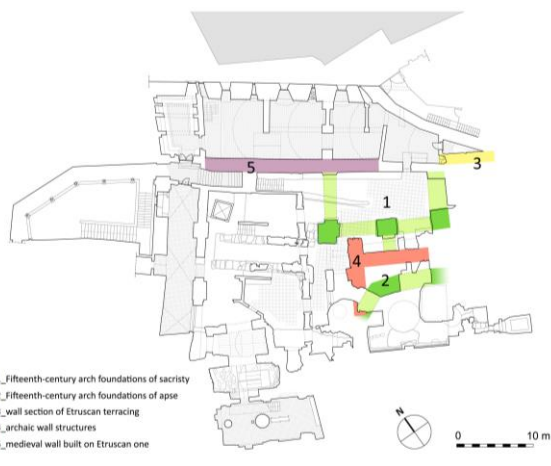 5
3
1
4
2
_Fifteenth-century arch foundations of sacristy
_Fifteenth-century arch foundations of apse
_wall section of Etruscan terracing
_archaic wall structures
_medieval wall built on Etruscan one
N
0 10 m